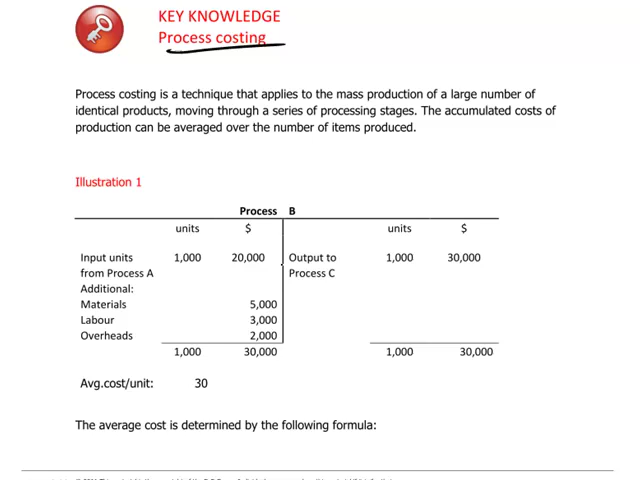 KEY KNOWLEDGE
Process costing
Process costing is a technique that applies to the mass production of a large number of
identical products, moving through a series of processing stages. The accumulated costs of
production can be averaged over the number of items produced.
Illustration 1
Process B
units $ units $
Input units 1,000 20,000 Output to 1,000 30,000
from Process A Process C
Additional:
Materials 5,000
Labour 3,000
Overheads 2,000
1,000 30,000 1,000 30,000
Avg.cost/unit: 30
The average cost is determined by the following formula: